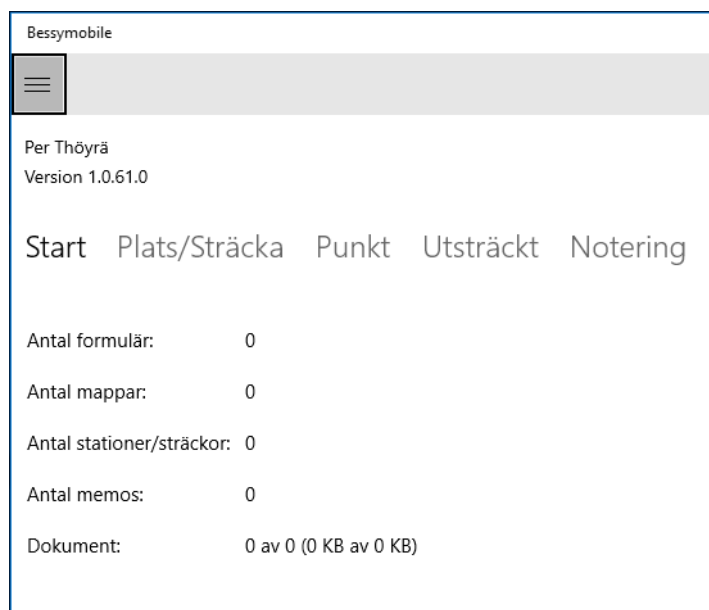 Bessymobile
Per Thöyrä
Version 1.0.61.0
Start Plats/Sträcka Punkt Utsträckt Notering
Antal formulär: 0
Antal mappar: 0
Antal stationer/sträckor: 0
Antal memos: 0
Dokument: 0 av 0 (0 KB av 0 KB)